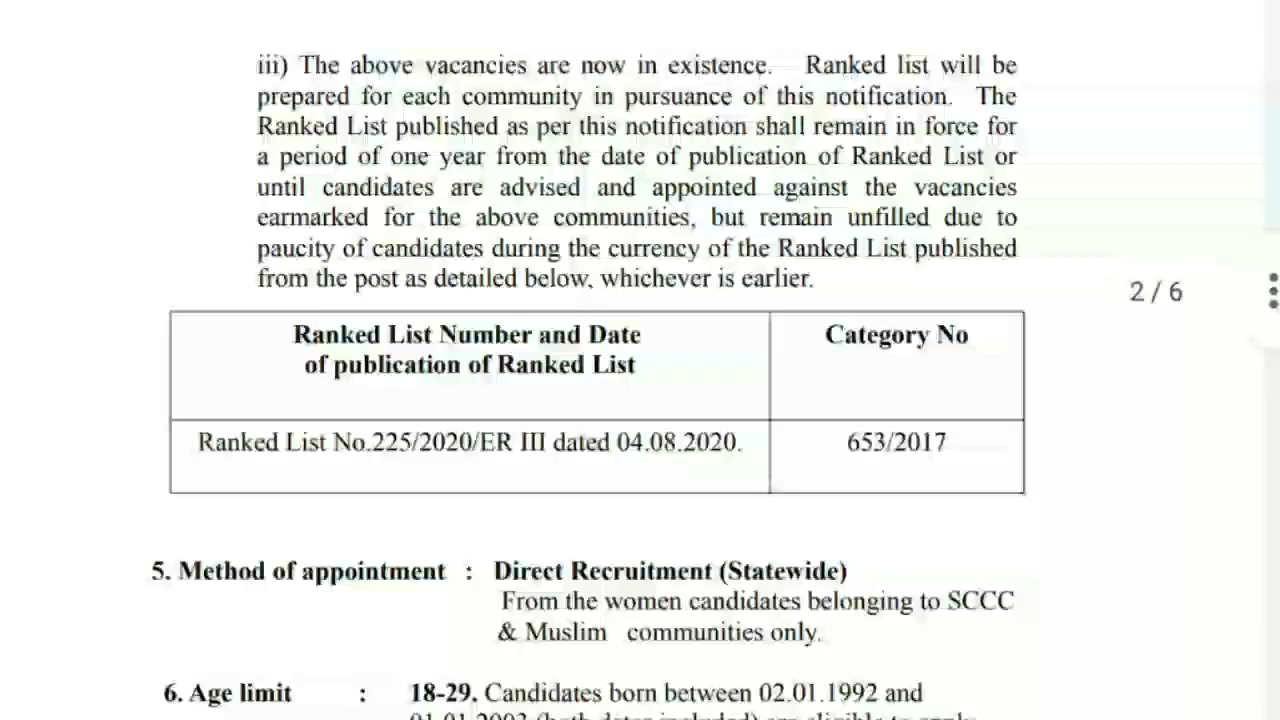 iii) The above vacancies are now in existence. Ranked list will be
prepared for each community in pursuance of this notification. The
Ranked List published as per this notification shall remain in force for
a period of one year from the date of publication of Ranked List or
until candidates are advised and appointed against the vacancies
earmarked for the above communities, but remain unfilled due to
paucity of candidates during the currency of the Ranked List published
from the post as detailed below, whichever is earlier.
2 / 6
Ranked List Number and Date
of publication of Ranked List
Category No
Ranked List No.225/2020/ER III dated 04.08.2020.
653/2017
5. Method of appointment : Direct Recruitment (Statewide)
From the women candidates belonging to SCCC
& Muslim communities only.
6. Age limit : 18-29. Candidates born between 02.01.1992 and